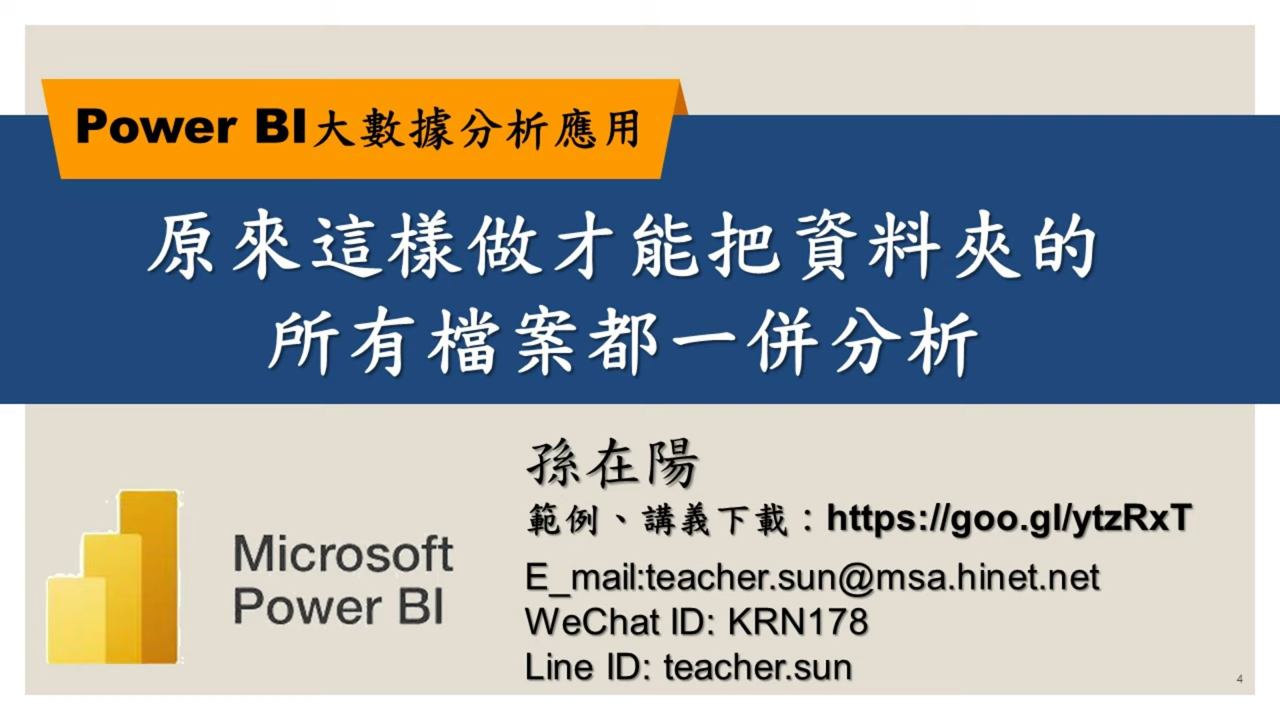 Power BI大數據分析應用
原來這樣做才能把資料夾的
所有檔案都一併分析
孫在陽
範例、講義下載：https://goo.gl/ytzRxT
E_mail:teacher.sun@msa.hinet.net
WeChat ID: KRN178
Line ID: teacher.sun
Microsoft
Power BI
4